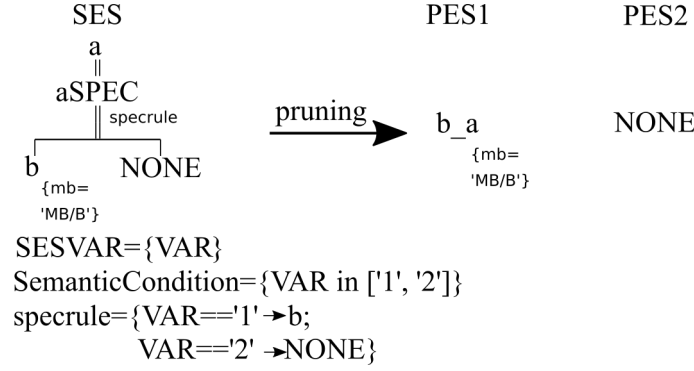 SES
PES1
PES2
a
aSPEC
specrule
pruning
b
NONE
{mb=
'MB/B'}
b_a
{mb=
'MB/B'}
NONE
SESVAR={VAR}
SemanticCondition={VAR in ['1', '2']}
specrule={VAR=='1'→b;
VAR=='2' →NONE}